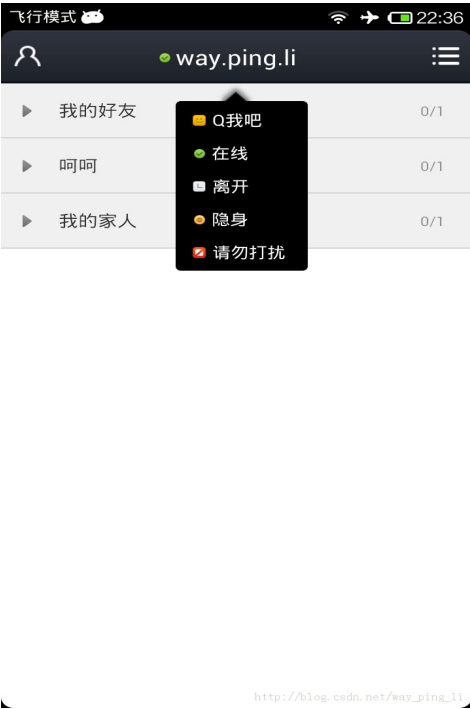 飞行模式 22:36
way.ping.li
我的好友 0/1
呵呵 0/1
我的家人 0/1
Q我吧
在线
离开
隐身
请勿打扰
http://blog.csdn.net/way_ping_li